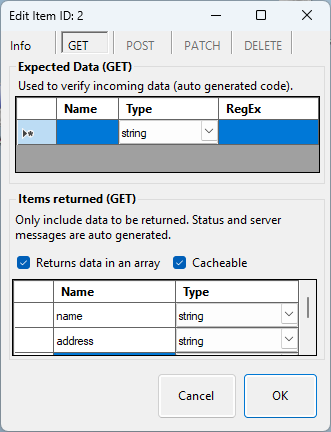 Edit Item ID: 2
Info GET POST PATCH DELETE
Expected Data (GET)
Used to verify incoming data (auto generated code).
Name Type RegEx
string
Items returned (GET)
Only include data to be returned. Status and server
messages are auto generated.
Returns data in an array Cacheable
Name Type
name string
address string
Cancel OK